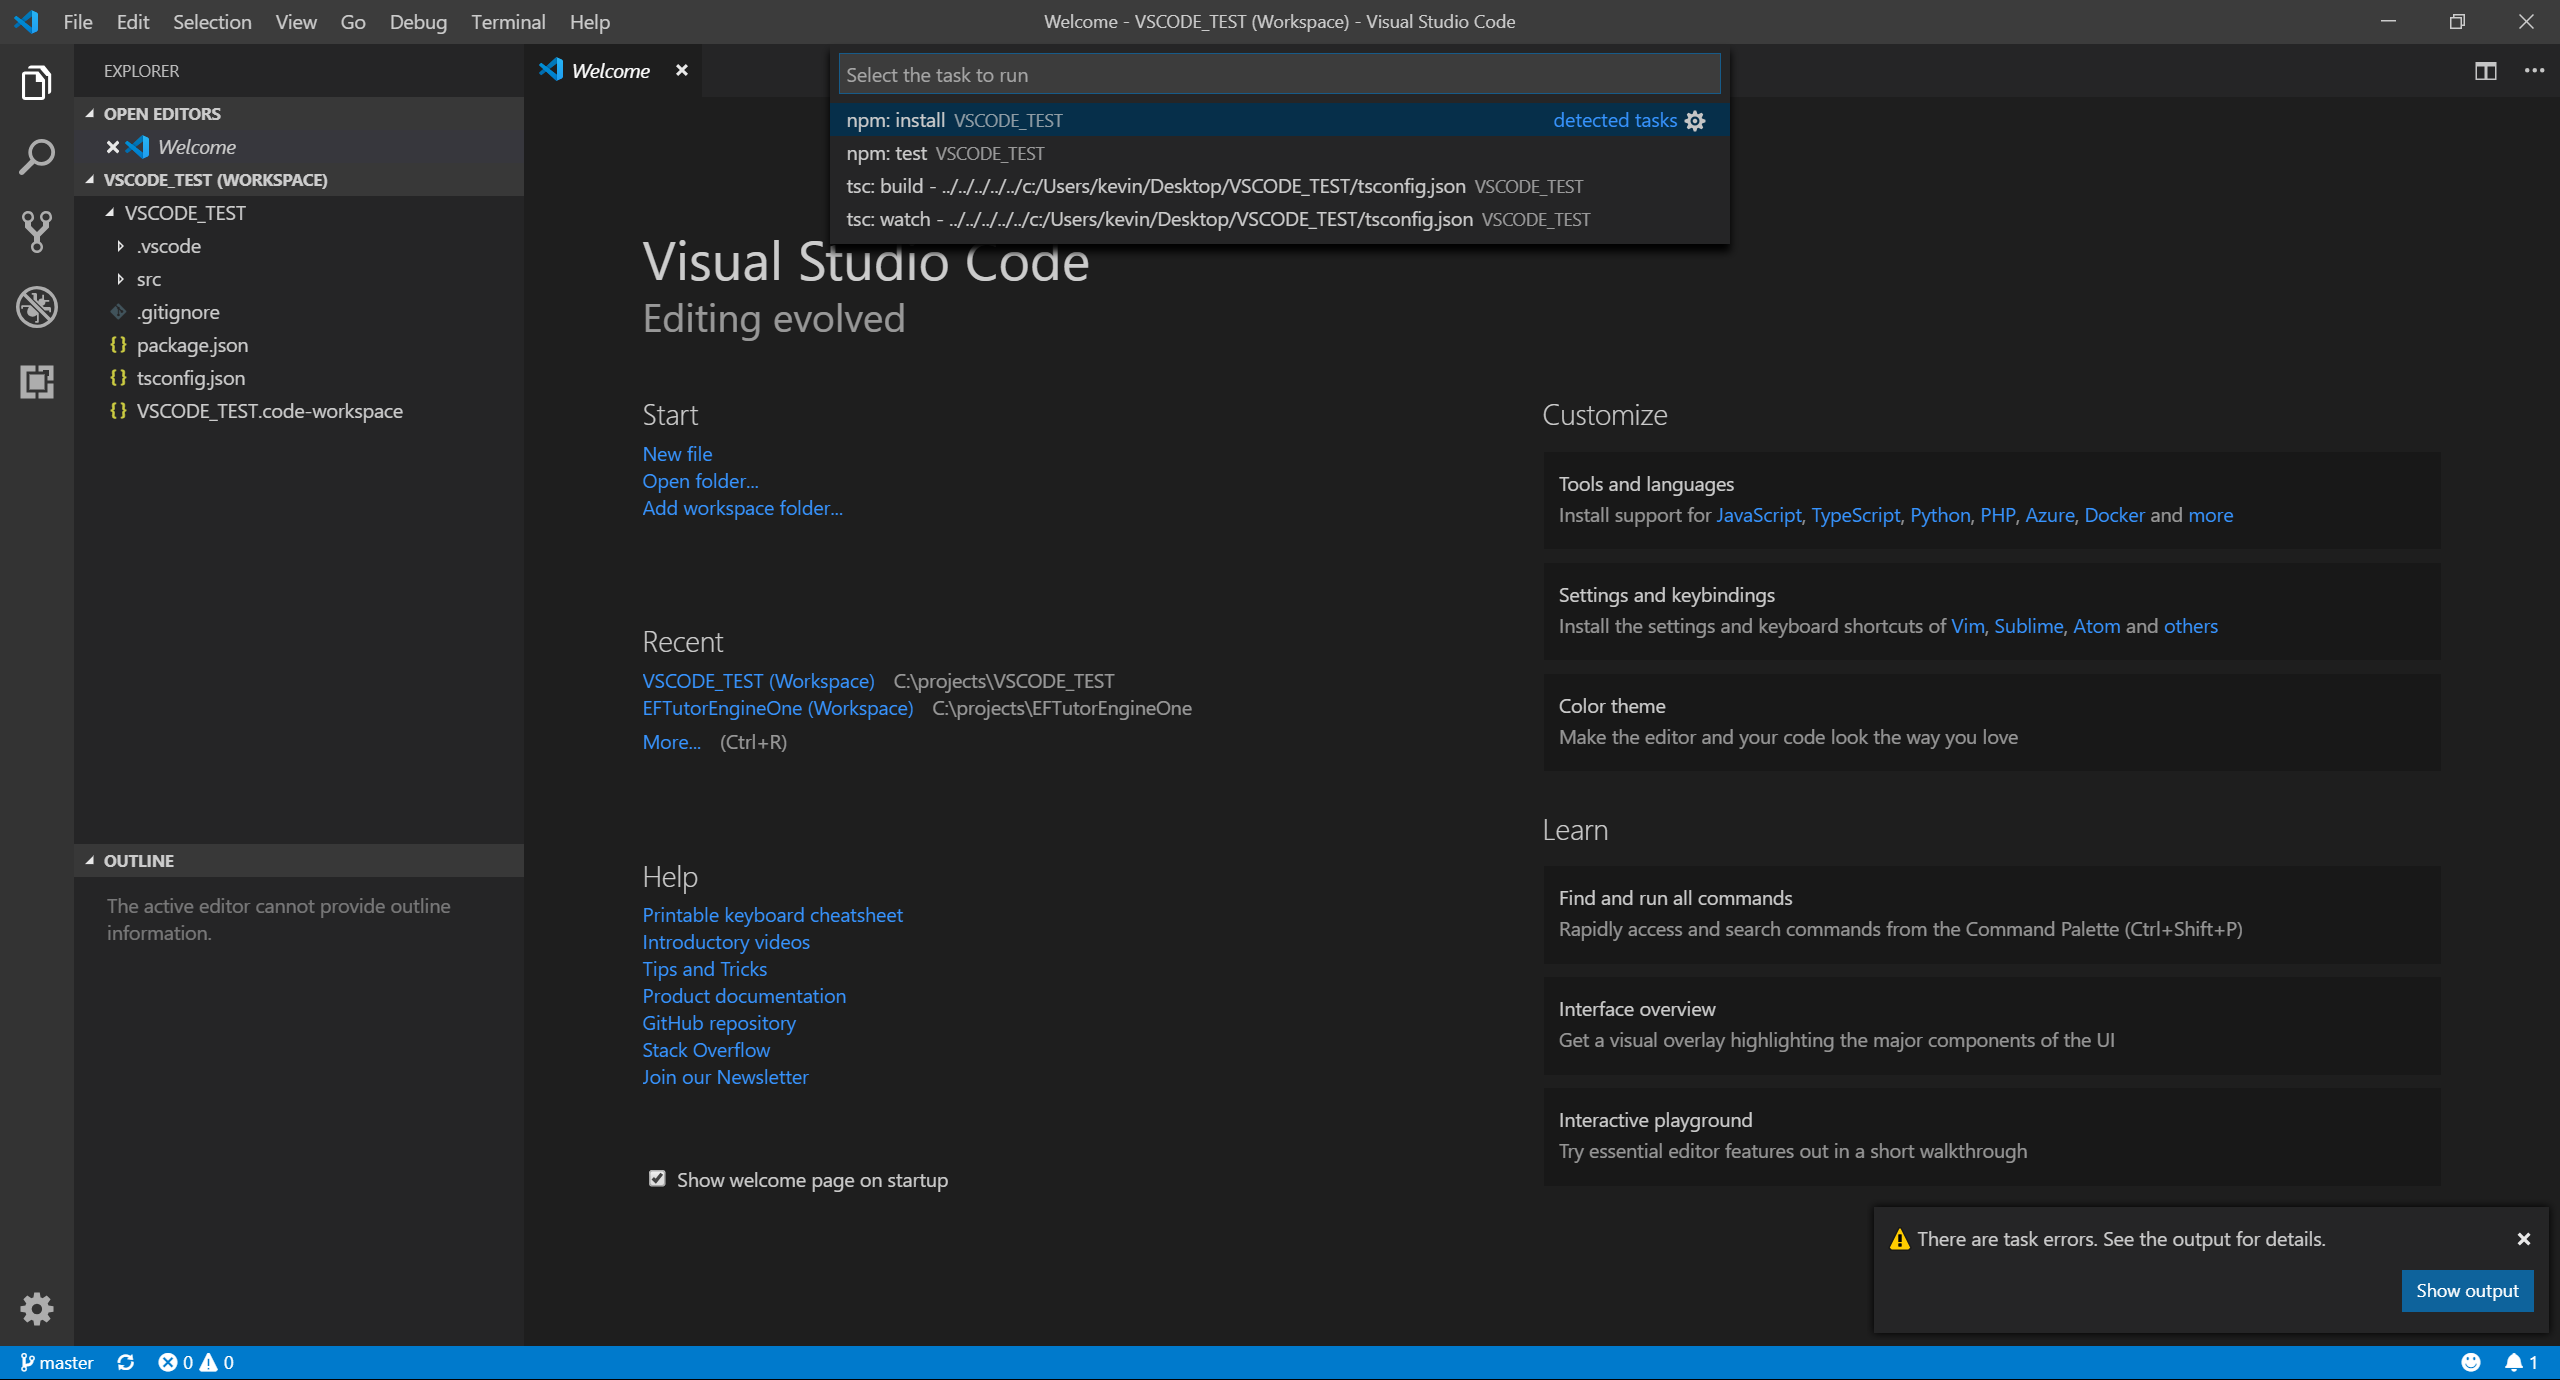 File Edit Selection View Go Debug Terminal Help
Welcome - VSCODE_TEST (Workspace) - Visual Studio Code
EXPLORER
OPEN EDITORS
Welcome
VSCODE_TEST (WORKSPACE)
VSCODE_TEST
.vscode
src
.gitignore
package.json
tsconfig.json
VSCODE_TEST.code-workspace
OUTLINE
The active editor cannot provide outline
information.
Welcome
Select the task to run
npm: install VSCODE_TEST detected tasks
npm: test VSCODE_TEST
tsc: build - ../../../../../c:/Users/kevin/Desktop/VSCODE_TEST/tsconfig.json VSCODE_TEST
tsc: watch - ../../../../../c:/Users/kevin/Desktop/VSCODE_TEST/tsconfig.json VSCODE_TEST
Visual Studio Code
Editing evolved
Start
New file
Open folder...
Add workspace folder...
Recent
VSCODE_TEST (Workspace) C:\projects\VSCODE_TEST
EFTutorEngineOne (Workspace) C:\projects\EFTutorEngineOne
More... (Ctrl+R)
Help
Printable keyboard cheatsheet
Introductory videos
Tips and Tricks
Product documentation
GitHub repository
Stack Overflow
Join our Newsletter
Show welcome page on startup
Customize
Tools and languages
Install support for JavaScript, TypeScript, Python, PHP, Azure, Docker and more
Settings and keybindings
Install the settings and keyboard shortcuts of Vim, Sublime, Atom and others
Color theme
Make the editor and your code look the way you love
Learn
Find and run all commands
Rapidly access and search commands from the Command Palette (Ctrl+Shift+P)
Interface overview
Get a visual overlay highlighting the major components of the UI
Interactive playground
Try essential editor features out in a short walkthrough
There are task errors. See the output for details.
Show output
master 0 0 1